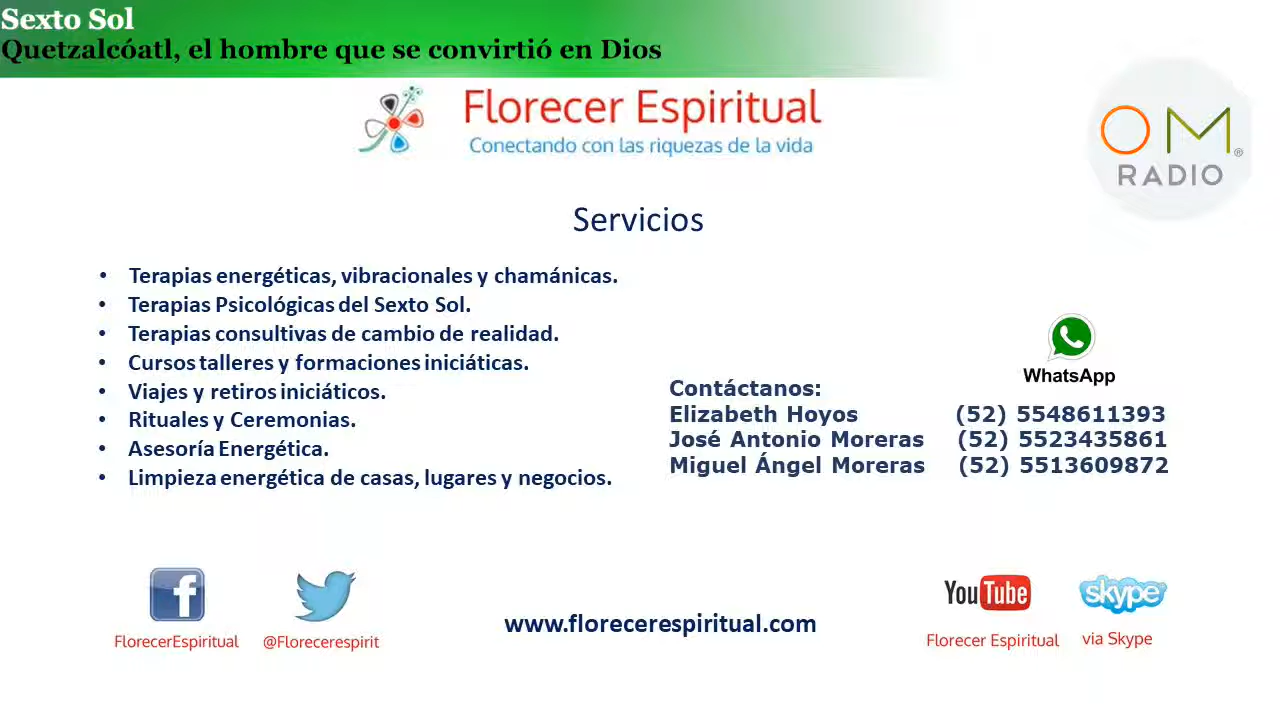 Sexto Sol
Quetzalcóatl, el hombre que se convirtió en Dios
Florecer Espiritual
Conectando con las riquezas de la vida
OM®
RADIO
Servicios
• Terapias energéticas, vibracionales y chamánicas.
• Terapias Psicológicas del Sexto Sol.
• Terapias consultivas de cambio de realidad.
• Cursos talleres y formaciones iniciáticas.
• Viajes y retiros iniciáticos.
• Rituales y Ceremonias.
• Asesoría Energética.
• Limpieza energética de casas, lugares y negocios.
WhatsApp
Contáctanos:
Elizabeth Hoyos (52) 5548611393
José Antonio Moreras (52) 5523435861
Miguel Ángel Moreras (52) 5513609872
f
You Tube
skype
FlorecerEspiritual
@Florecerespirit
www.florecerespiritual.com
Florecer Espiritual
via Skype